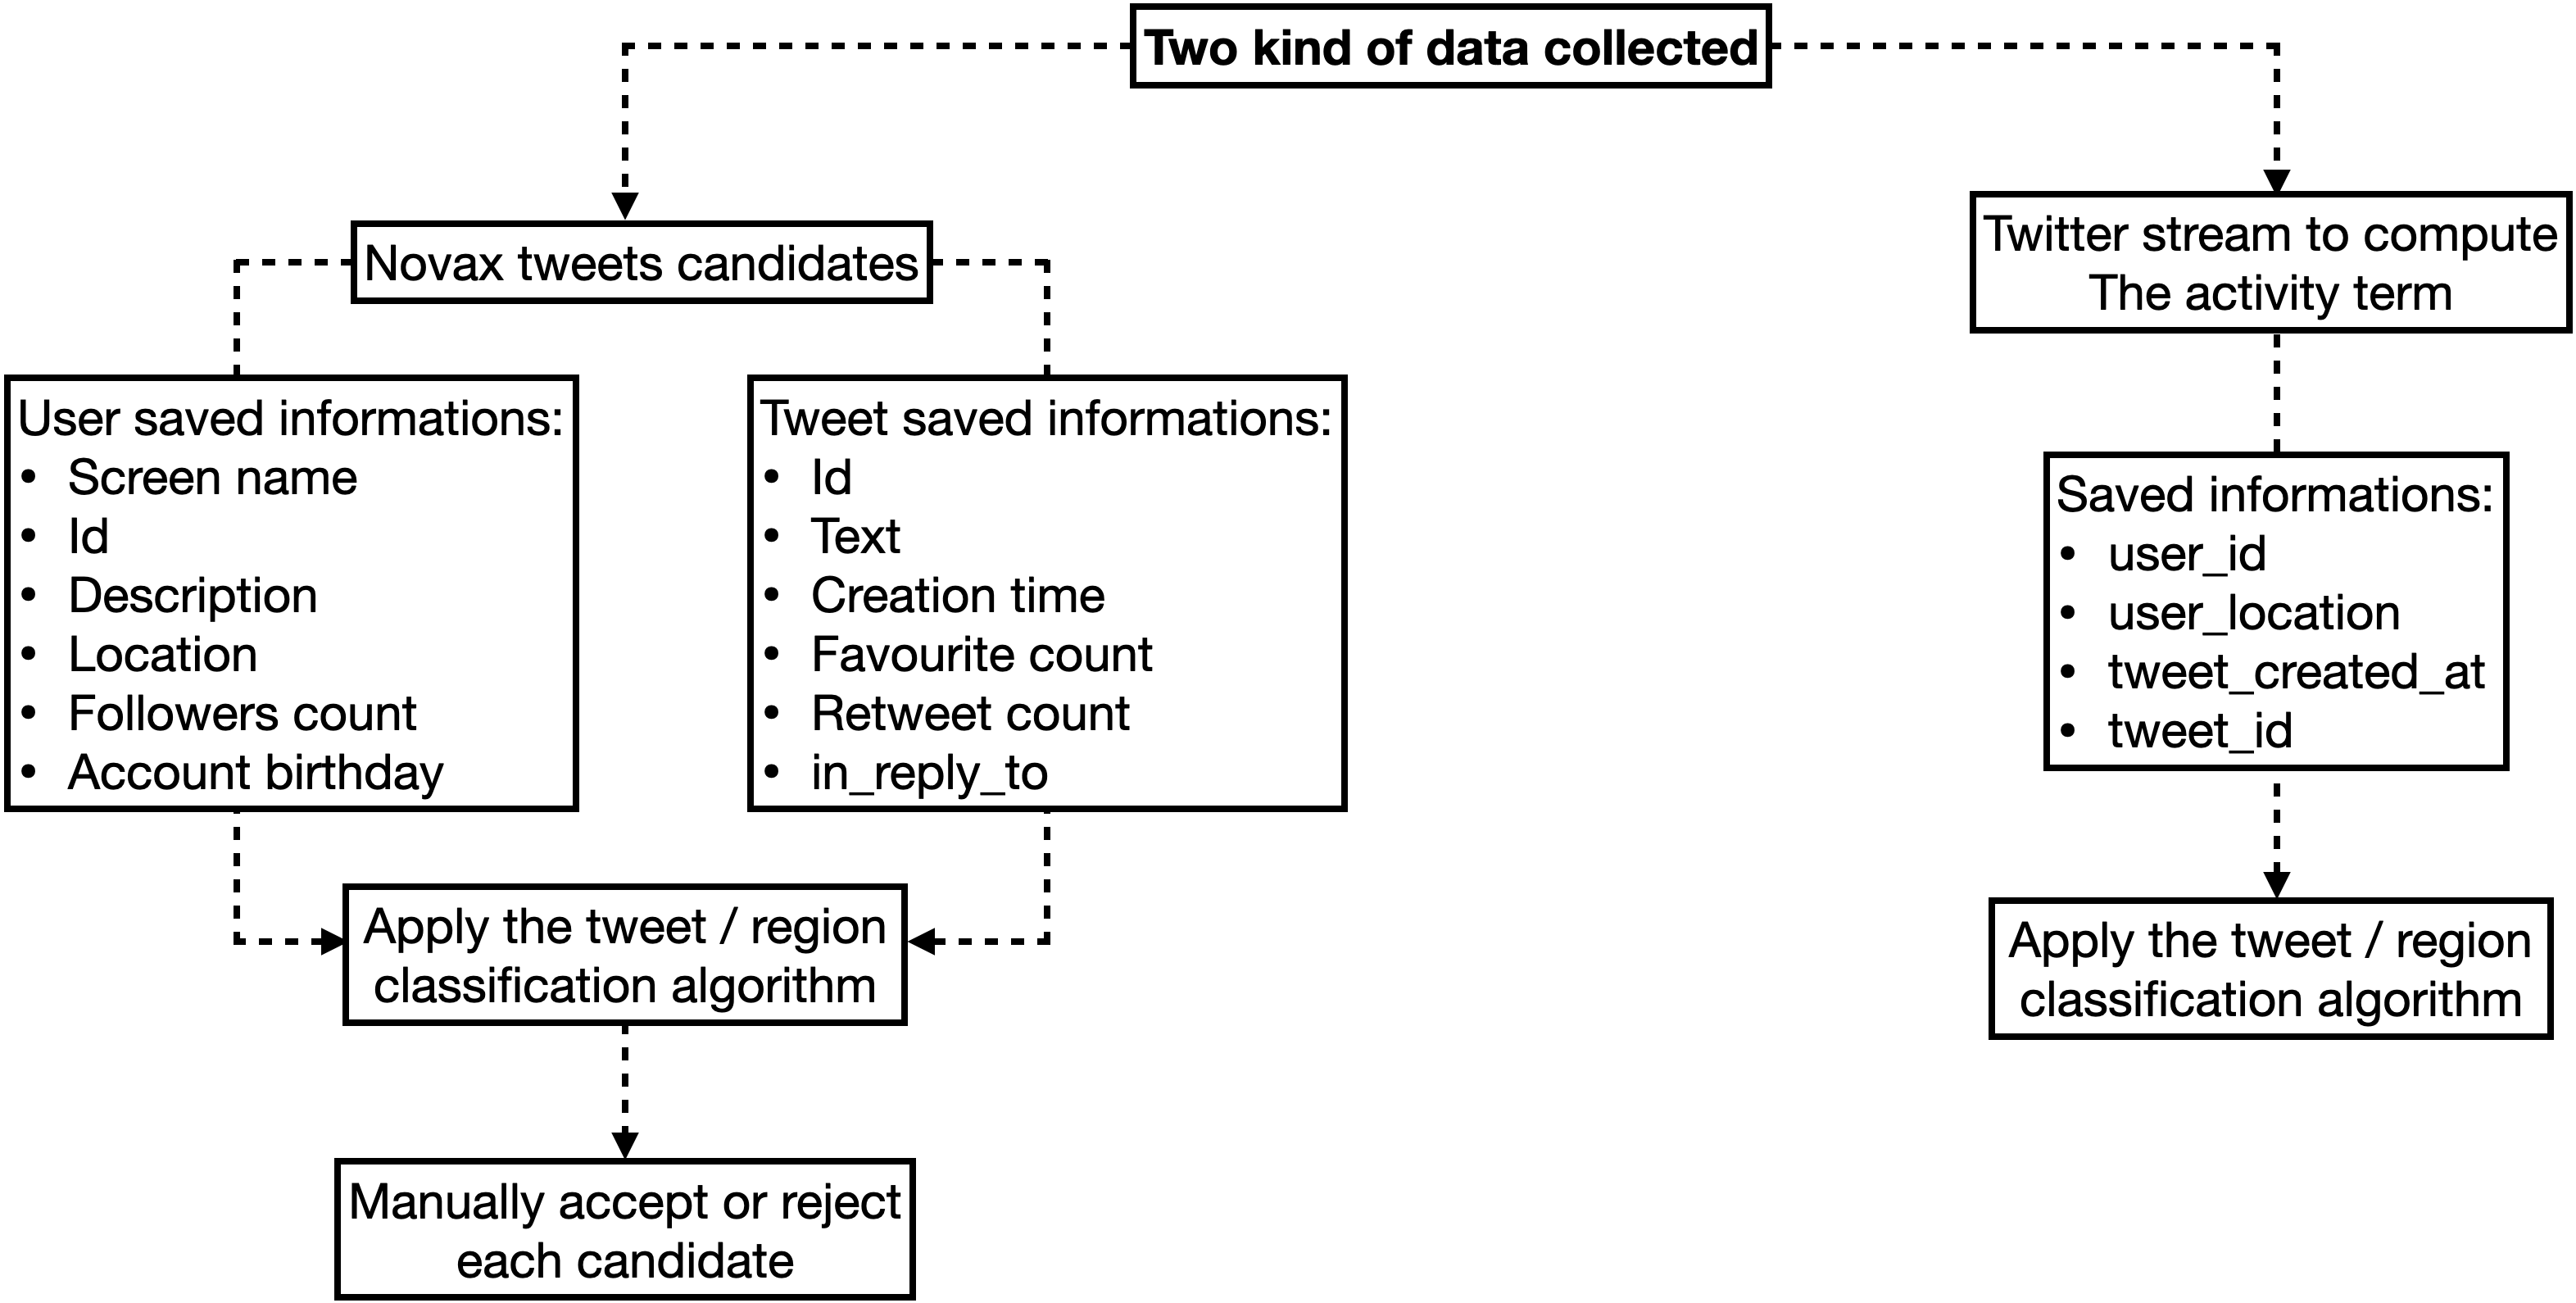 Two kind of data collected
Novax tweets candidates
Twitter stream to compute
The activity term
User saved informations:
• Screen name
• Id
• Description
• Location
• Followers count
• Account birthday
Tweet saved informations:
• Id
• Text
• Creation time
• Favourite count
• Retweet count
• in_reply_to
Saved informations:
• user_id
• user_location
• tweet_created_at
• tweet_id
Apply the tweet / region
classification algorithm
Apply the tweet / region
classification algorithm
Manually accept or reject
each candidate